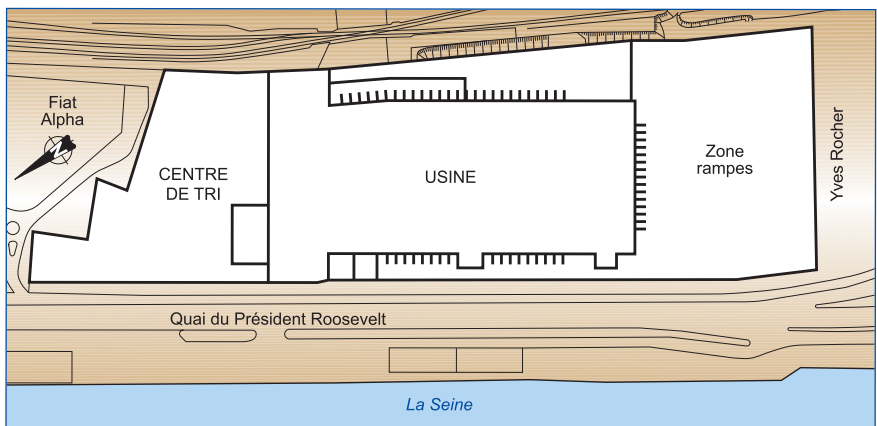 Fiat
Alpha
N
CENTRE
DE TRI
USINE
Zone
rampes
Yves Rocher
Quai du Président Roosevelt
La Seine